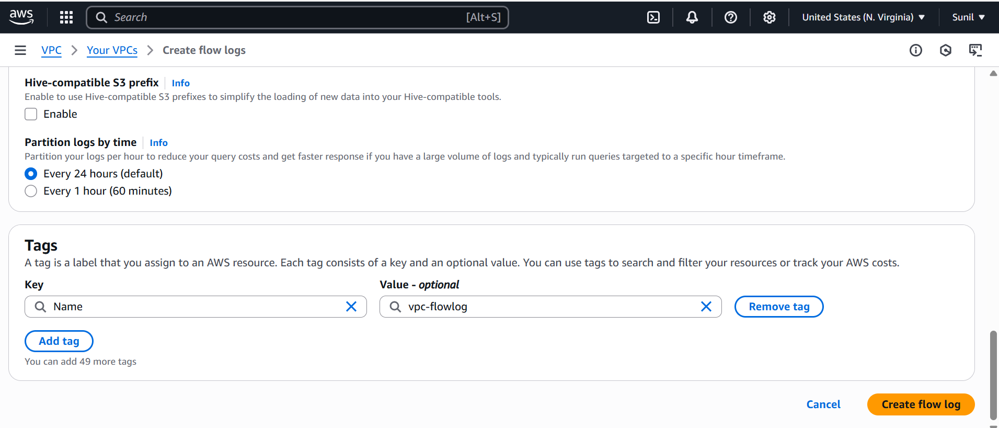 aws
Search [Alt+S]
United States (N. Virginia)
Sunil
VPC
Your VPCs
Create flow logs
Hive-compatible S3 prefix
Info
Enable to use Hive-compatible S3 prefixes to simplify the loading of new data into your Hive-compatible tools.
Enable
Partition logs by time
Info
Partition your logs per hour to reduce your query costs and get faster response if you have a large volume of logs and typically run queries targeted to a specific hour timeframe.
Every 24 hours (default)
Every 1 hour (60 minutes)
Tags
A tag is a label that you assign to an AWS resource. Each tag consists of a key and an optional value. You can use tags to search and filter your resources or track your AWS costs.
Key
Value - optional
Name
vpc-flowlog
Remove tag
Add tag
You can add 49 more tags
Cancel
Create flow log